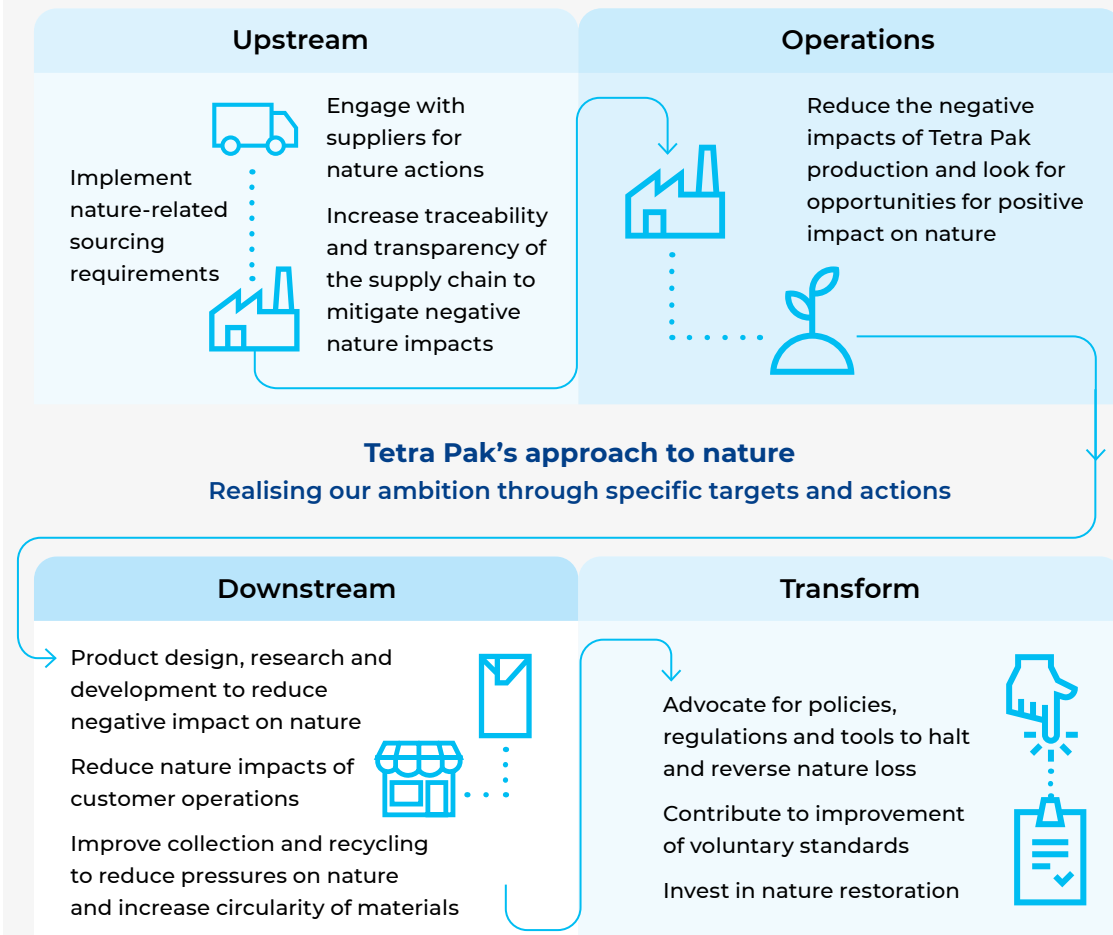 Upstream
Implement
nature-related
sourcing
requirements
Engage with
suppliers for
nature actions
Increase traceability
and transparency of
the supply chain to
mitigate negative
nature impacts
Operations
Reduce the negative
impacts of Tetra Pak
production and look for
opportunities for positive
impact on nature
Tetra Pak’s approach to nature
Realising our ambition through specific targets and actions
Downstream
Product design, research and
development to reduce
negative impact on nature
Reduce nature impacts of
customer operations
Improve collection and recycling
to reduce pressures on nature
and increase circularity of materials
Transform
Advocate for policies,
regulations and tools to halt
and reverse nature loss
Contribute to improvement
of voluntary standards
Invest in nature restoration